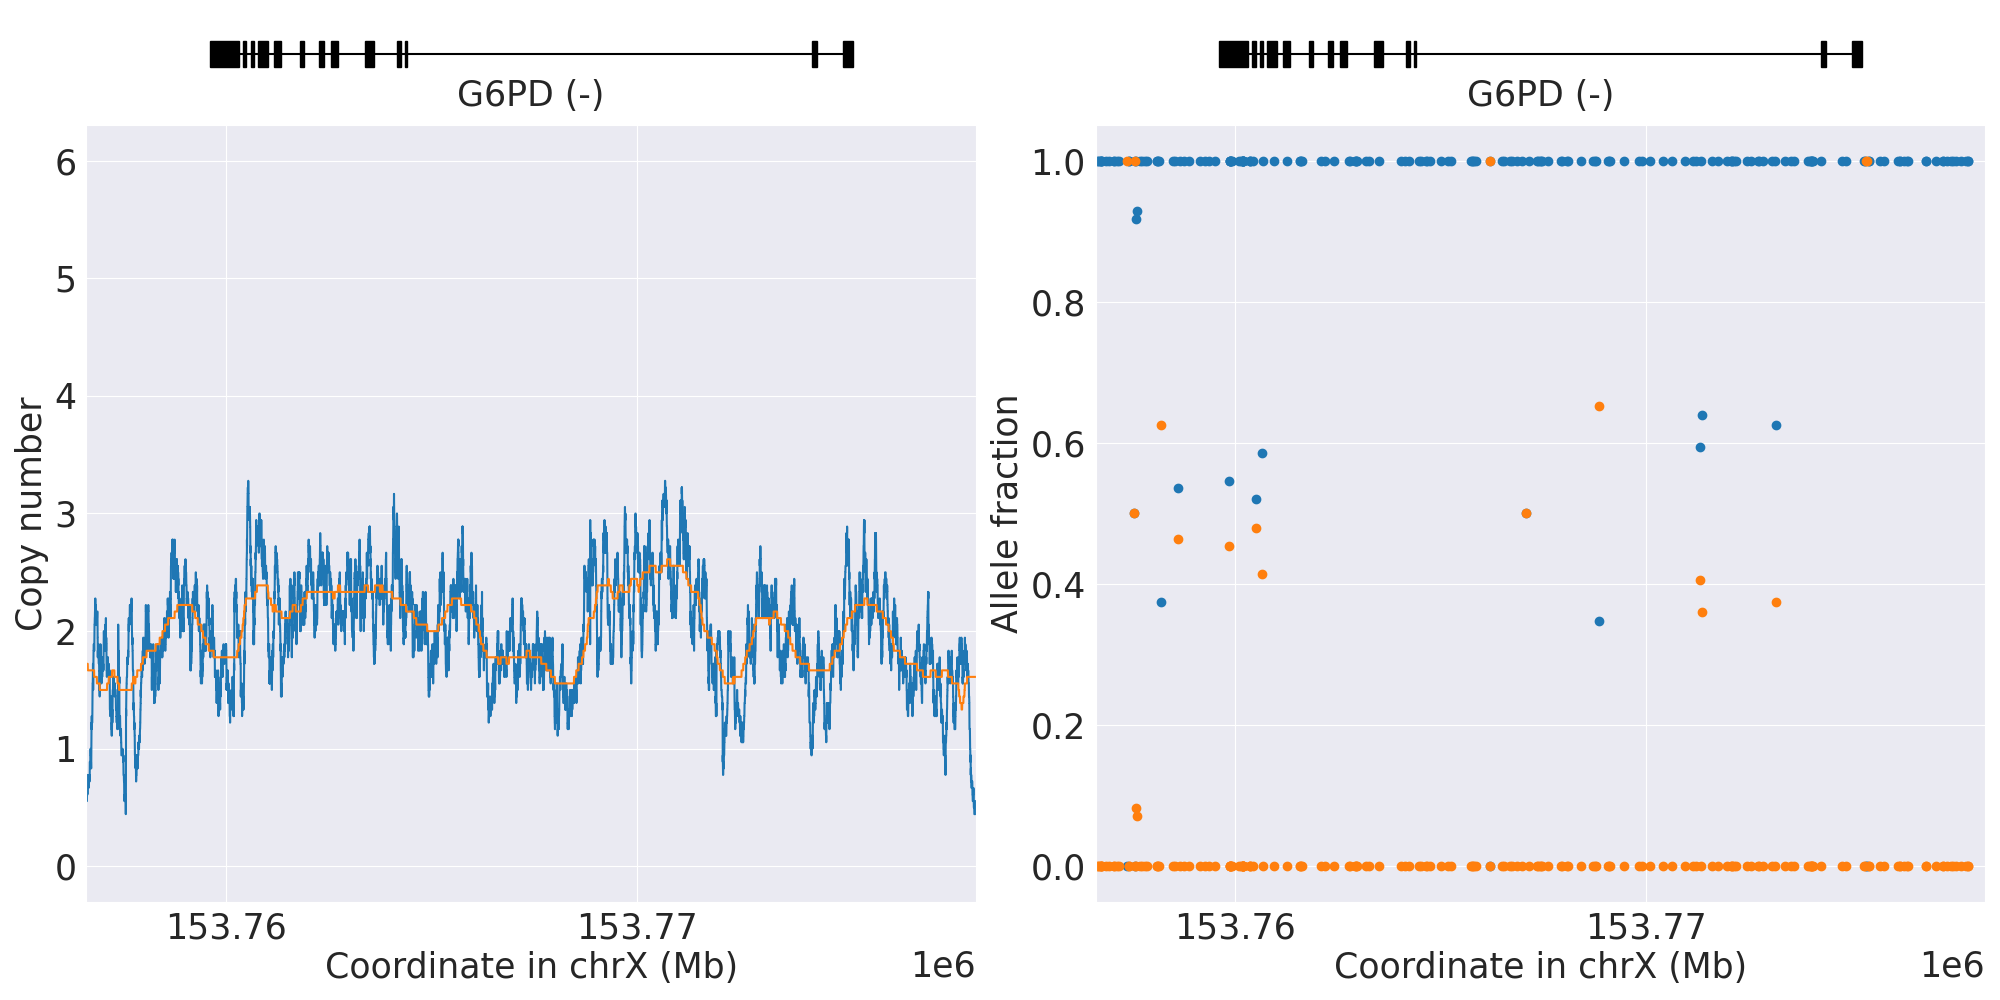 G6PD (-)
6
5
4
3
2
1
0
Copy number
153.76
153.77
Coordinate in chrX (Mb)
1e6
G6PD (-)
1.0
0.8
0.6
0.4
0.2
0.0
Allele fraction
153.76
153.77
Coordinate in chrX (Mb)
1e6